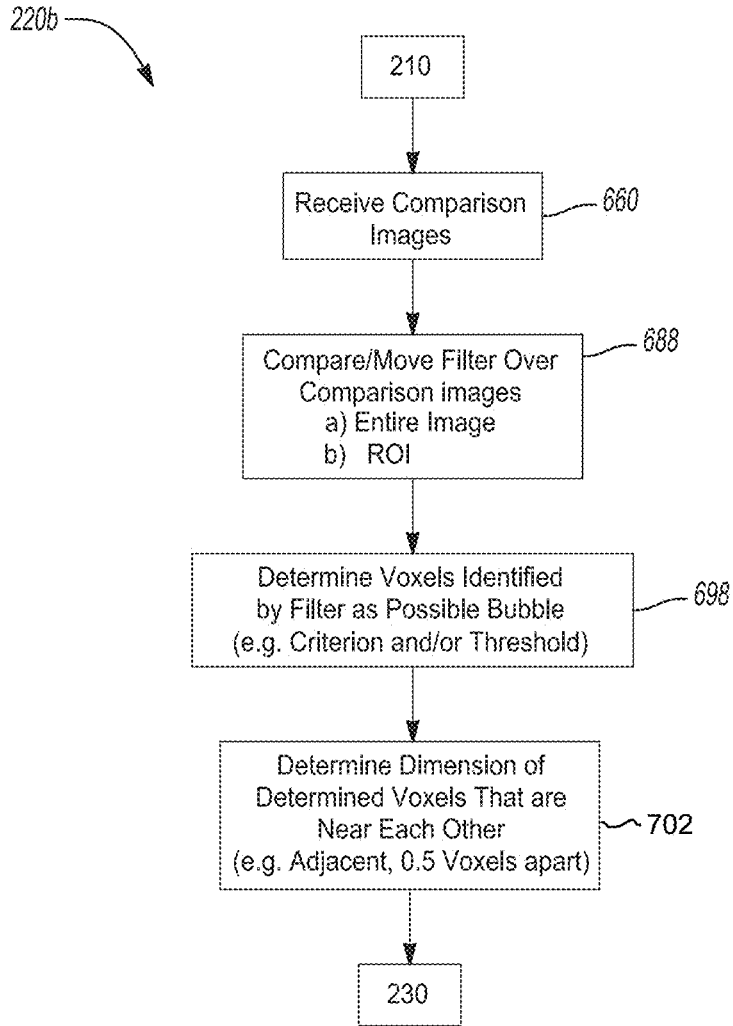 220b
210
Receive Comparison
Images
660
Compare/Move Filter Over
Comparison images
a) Entire Image
b) ROI
688
Determine Voxels Identified
by Filter as Possible Bubble
(e.g. Criterion and/or Threshold)
698
Determine Dimension of
Determined Voxels That are
Near Each Other
(e.g. Adjacent, 0.5 Voxels apart)
702
230